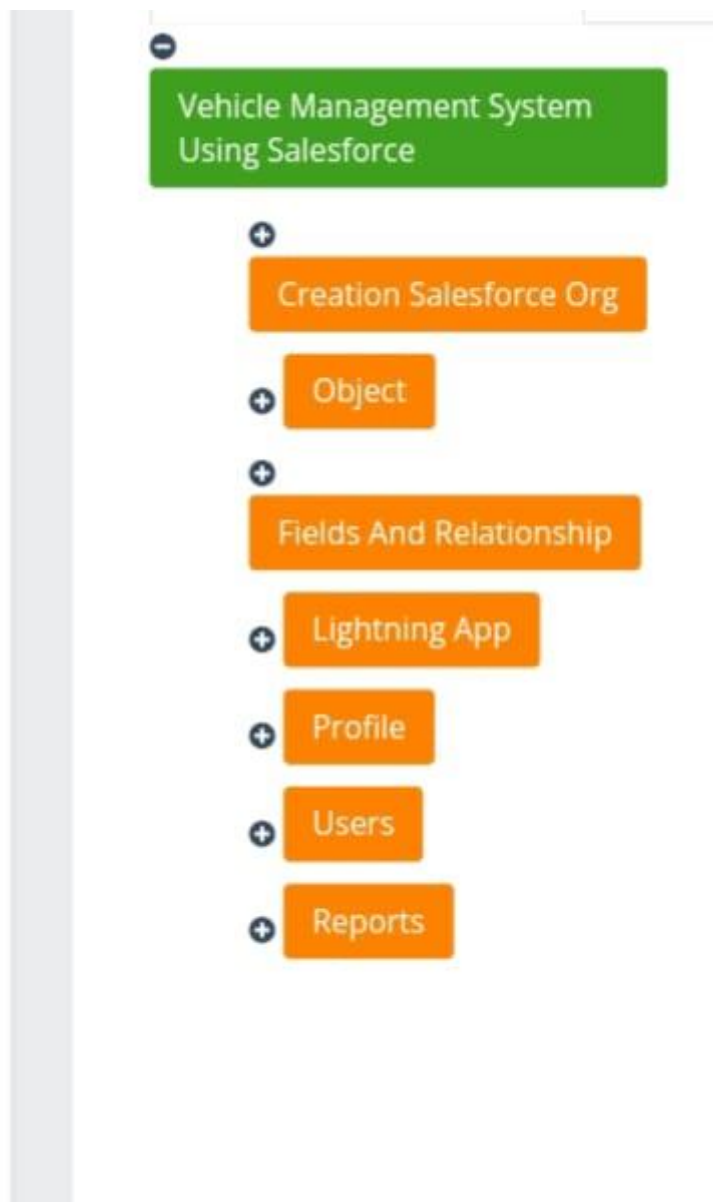 Vehicle Management System
Using Salesforce
Creation Salesforce Org
Object
Fields And Relationship
Lightning App
Profile
Users
Reports